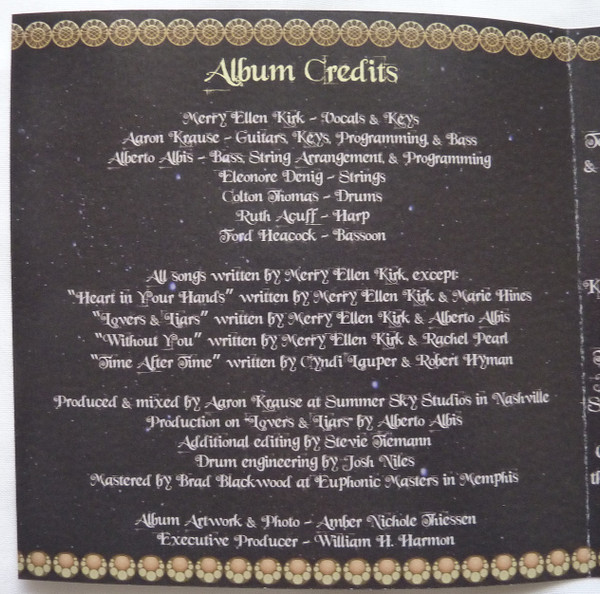 Album Credits
Merry Ellen Kirk - Vocals & Keys
Aaron Krause - Guitars, Keys, Programming, & Bass
Alberto Albis - Bass, String Arrangement, & Programming
Eleonore Denig - Strings
Colton Thomas - Drums
Ruth Acuff - Harp
Ford Heacock - Bassoon
All songs written by Merry Ellen Kirk, except:
"Heart in Your Hands" written by Merry Ellen Kirk & Marie Hines
"Lovers & Liars" written by Merry Ellen Kirk & Alberto Albis
"Without You" written by Merry Ellen Kirk & Rachel Pearl
"Time After Time" written by Cyndi Lauper & Robert Hyman
Produced & mixed by Aaron Krause at Summer Sky Studios in Nashville
Production on "Lovers & Liars" by Alberto Albis
Additional editing by Stevie Tiemann
Drum engineering by Josh Niles
Mastered by Brad Blackwood at Euphonic Masters in Memphis
Album Artwork & Photo - Amber Nichole Thiessen
Executive Producer - William H. Harmon
&